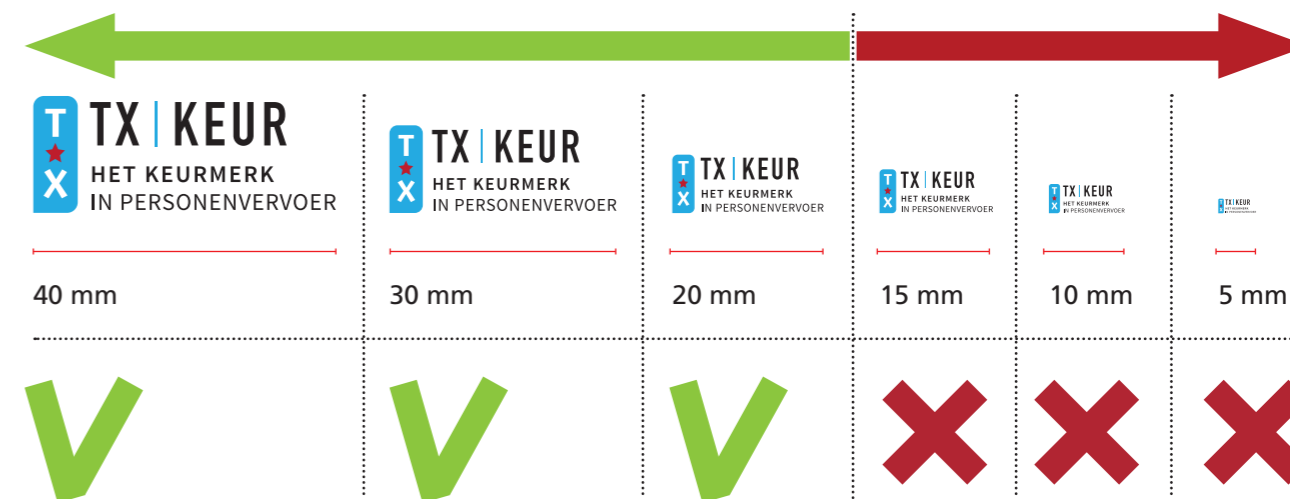 T
X
TX | KEUR
HET KEURMERK
IN PERSONENVERVOER
T
X
TX | KEUR
HET KEURMERK
IN PERSONENVERVOER
T
X
TX | KEUR
HET KEURMERK
IN PERSONENVERVOER
T
X
TX | KEUR
HET KEURMERK
IN PERSONENVERVOER
T
X
TX | KEUR
HET KEURMERK
IN PERSONENVERVOER
TX | KEUR
40 mm
30 mm
20 mm
15 mm
10 mm
5 mm